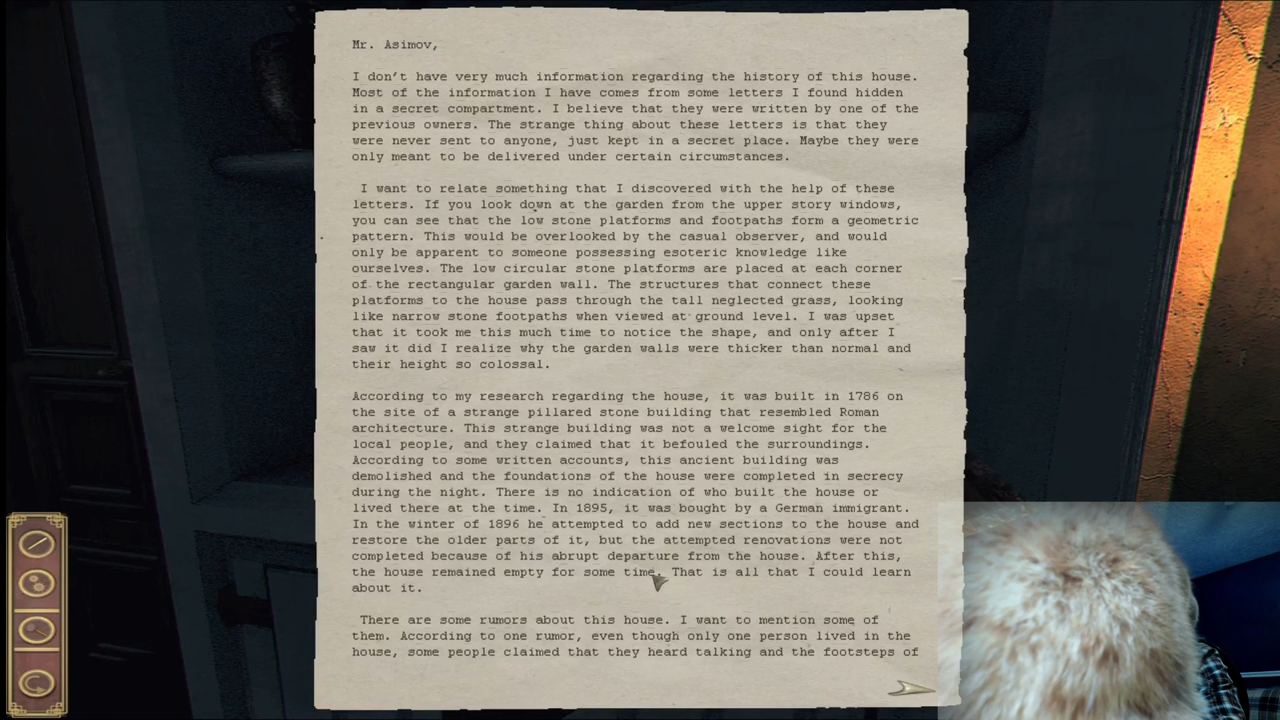 Mr. Asimov,
I don't have very much information regarding the history of this house.
Most of the information I have comes from some letters I found hidden
in a secret compartment. I believe that they were written by one of the
previous owners. The strange thing about these letters is that they
were never sent to anyone, just kept in a secret place. Maybe they were
only meant to be delivered under certain circumstances.
I want to relate something that I discovered with the help of these
letters. If you look down at the garden from the upper story windows,
you can see that the low stone platforms and footpaths form a geometric
pattern. This would be overlooked by the casual observer, and would
only be apparent to someone possessing esoteric knowledge like
ourselves. The low circular stone platforms are placed at each corner
of the rectangular garden wall. The structures that connect these
platforms to the house pass through the tall neglected grass, looking
like narrow stone footpaths when viewed at ground level. I was upset
that it took me this much time to notice the shape, and only after I
saw it did I realize why the garden walls were thicker than normal and
their height so colossal.
According to my research regarding the house, it was built in 1786 on
the site of a strange pillared stone building that resembled Roman
architecture. This strange building was not a welcome sight for the
local people, and they claimed that it befouled the surroundings.
According to some written accounts, this ancient building was
demolished and the foundations of the house were completed in secrecy
during the night. There is no indication of who built the house or
lived there at the time. In 1895, it was bought by a German immigrant.
In the winter of 1896 he attempted to add new sections to the house and
restore the older parts of it, but the attempted renovations were not
completed because of his abrupt departure from the house. After this,
the house remained empty for some time. That is all that I could learn
about it.
There are some rumors about this house. I want to mention some of
them. According to one rumor, even though only one person lived in the
house, some people claimed that they heard talking and the footsteps of